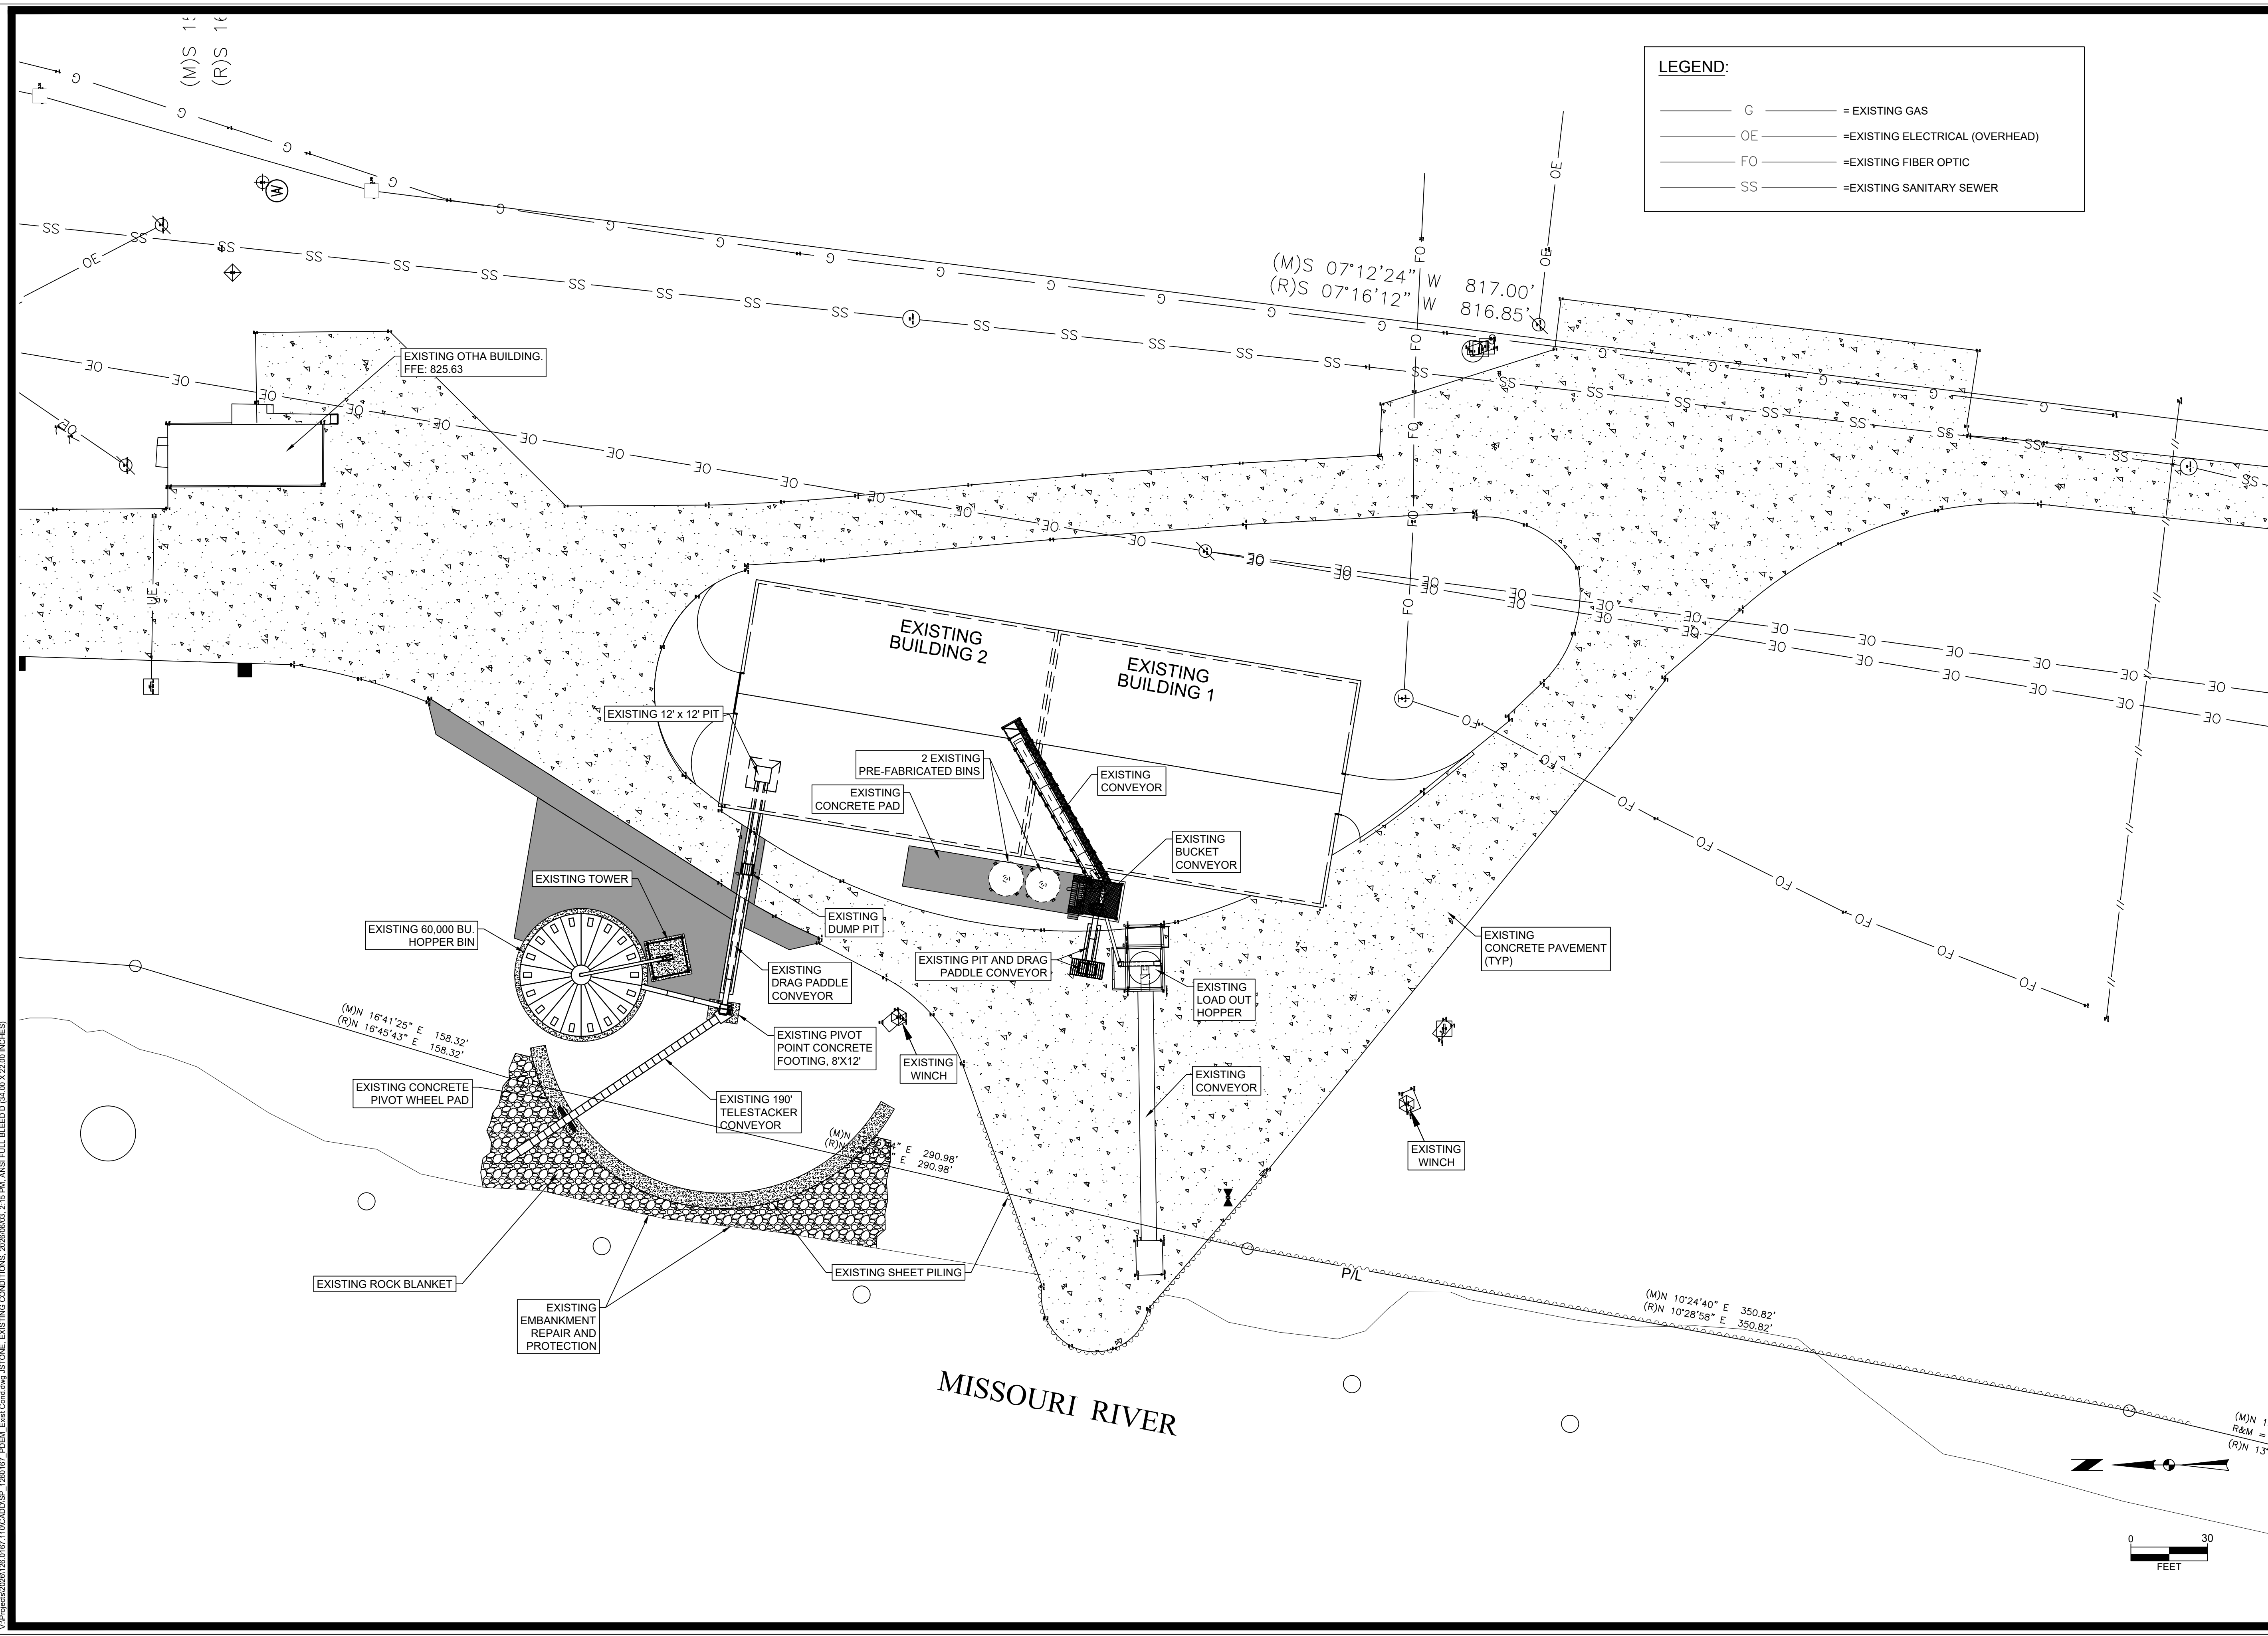 (M)S 15
(R)S 16
LEGEND:
G = EXISTING GAS
OE =EXISTING ELECTRICAL (OVERHEAD)
FO =EXISTING FIBER OPTIC
SS =EXISTING SANITARY SEWER
W
(M)S 07°12'24" W 817.00'
(R)S 07°16'12" W 816.85'
EXISTING OTHA BUILDING.
FFE: 825.63
UE
EXISTING
BUILDING 2
EXISTING
BUILDING 1
EXISTING 12' x 12' PIT
2 EXISTING
PRE-FABRICATED BINS
EXISTING
CONCRETE PAD
EXISTING
CONVEYOR
EXISTING
BUCKET
CONVEYOR
EXISTING TOWER
EXISTING 60,000 BU.
HOPPER BIN
EXISTING
DUMP PIT
EXISTING PIT AND DRAG
PADDLE CONVEYOR
EXISTING
DRAG PADDLE
CONVEYOR
EXISTING
LOAD OUT
HOPPER
EXISTING
CONCRETE PAVEMENT
(TYP)
(M)N 16°41'25" E 158.32'
(R)N 16°45'43" E 158.32'
EXISTING PIVOT
POINT CONCRETE
FOOTING, 8'X12'
EXISTING
WINCH
EXISTING CONCRETE
PIVOT WHEEL PAD
EXISTING 190'
TELESTACKER
CONVEYOR
EXISTING
CONVEYOR
(M)N 4" E 290.98'
(R)N " E 290.98'
EXISTING
WINCH
EXISTING ROCK BLANKET
EXISTING SHEET PILING
EXISTING
EMBANKMENT
REPAIR AND
PROTECTION
P/L
(M)N 10°24'40" E 350.82'
(R)N 10°28'58" E 350.82'
MISSOURI RIVER
(M)N 1
R&M =
(R)N 13°
0 30
FEET